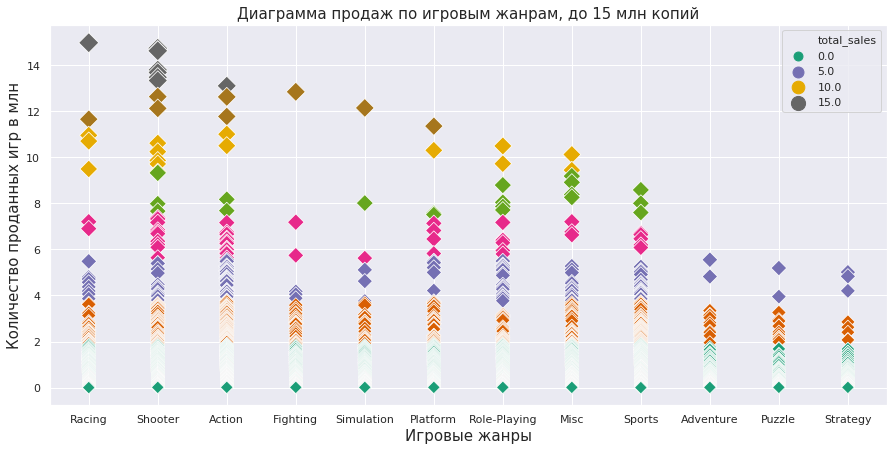 Диаграмма продаж по игровым жанрам, до 15 млн копий
total_sales
0.0
5.0
10.0
15.0
Количество проданных игр в млн
14
12
10
8
6
4
2
0
Racing Shooter Action Fighting Simulation Platform Role-Playing Misc Sports Adventure Puzzle Strategy
Игровые жанры